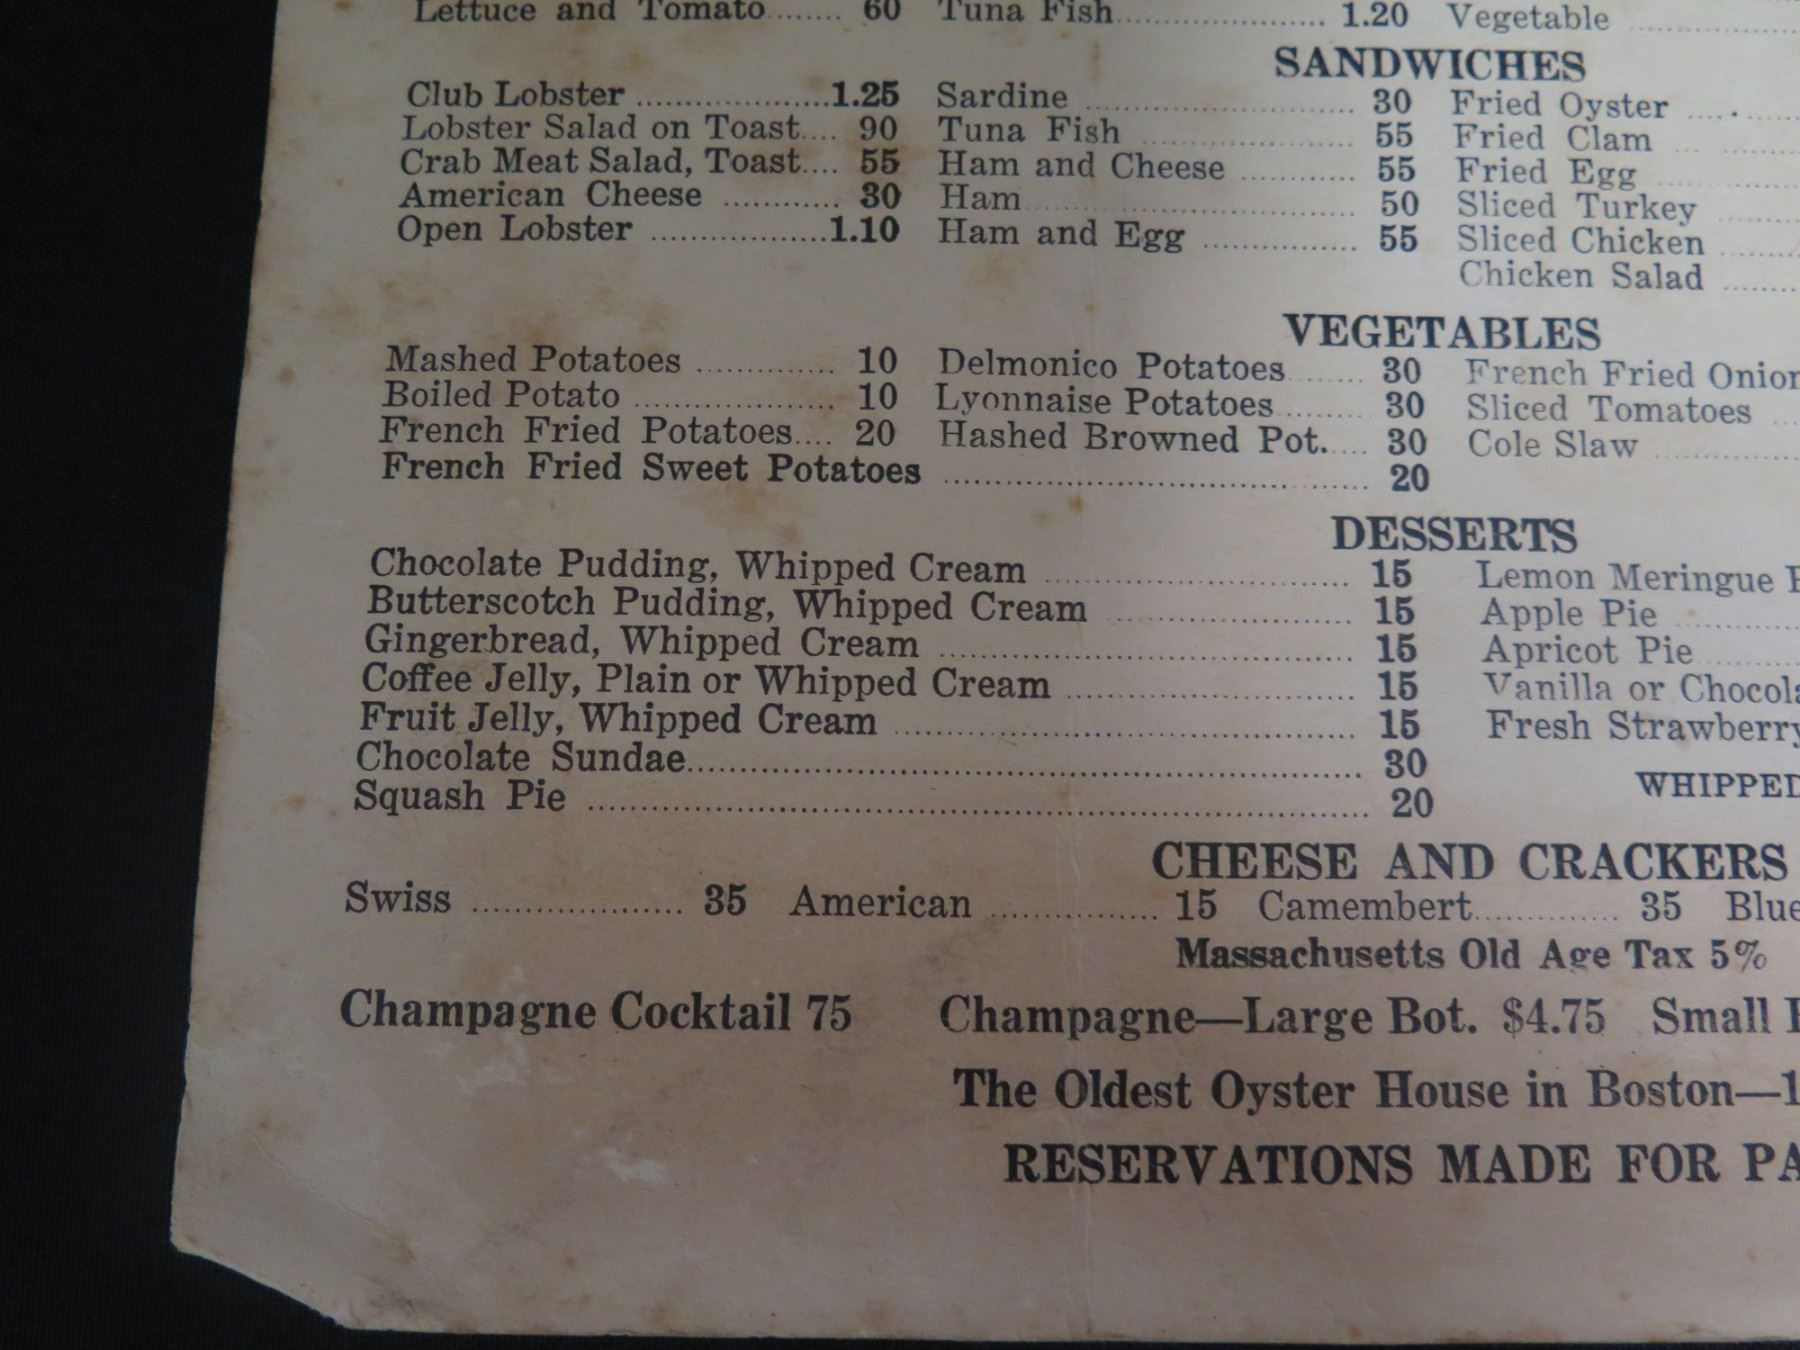 Lettuce and Tomato........ 60 Tuna Fish............................ 1.20 Vegetable
SANDWICHES
Club Lobster ....................1.25 Sardine ............................ 30 Fried Oyster
Lobster Salad on Toast.... 90 Tuna Fish ........................ 55 Fried Clam
Crab Meat Salad, Toast.... 55 Ham and Cheese ............ 55 Fried Egg
American Cheese ............ 30 Ham ................................ 50 Sliced Turkey
Open Lobster ..................1.10 Ham and Egg ................ 55 Sliced Chicken
Chicken Salad
VEGETABLES
Mashed Potatoes .............. 10 Delmonico Potatoes........ 30 French Fried Onion
Boiled Potato .................... 10 Lyonnaise Potatoes.......... 30 Sliced Tomatoes
French Fried Potatoes.... 20 Hashed Browned Pot..... 30 Cole Slaw
French Fried Sweet Potatoes ........................................ 20
DESSERTS
Chocolate Pudding, Whipped Cream ............................ 15 Lemon Meringue
Butterscotch Pudding, Whipped Cream ...................... 15 Apple Pie
Gingerbread, Whipped Cream ...................................... 15 Apricot Pie
Coffee Jelly, Plain or Whipped Cream .......................... 15 Vanilla or Chocola
Fruit Jelly, Whipped Cream .......................................... 15 Fresh Strawberry
Chocolate Sundae............................................................ 30
WHIPPED
Squash Pie ...................................................................... 20
CHEESE AND CRACKERS
Swiss .................... 35 American ................ 15 Camembert.............. 35 Blue
Massachusetts Old Age Tax 5%
Champagne Cocktail 75 Champagne—Large Bot. $4.75 Small
The Oldest Oyster House in Boston—1
RESERVATIONS MADE FOR PA